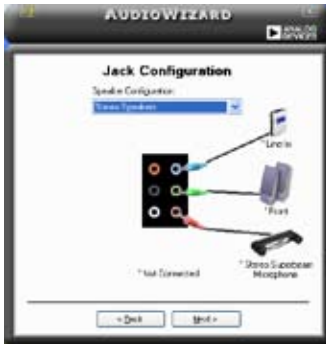 AUDIOWIZARD
ANALOG
DEVICES
Jack Configuration
Speaker Configuration:
Stereo Speakers
*Line In
*Front
*Stereo Superbeam
Microphone
*Not Connected
< Back
Next >